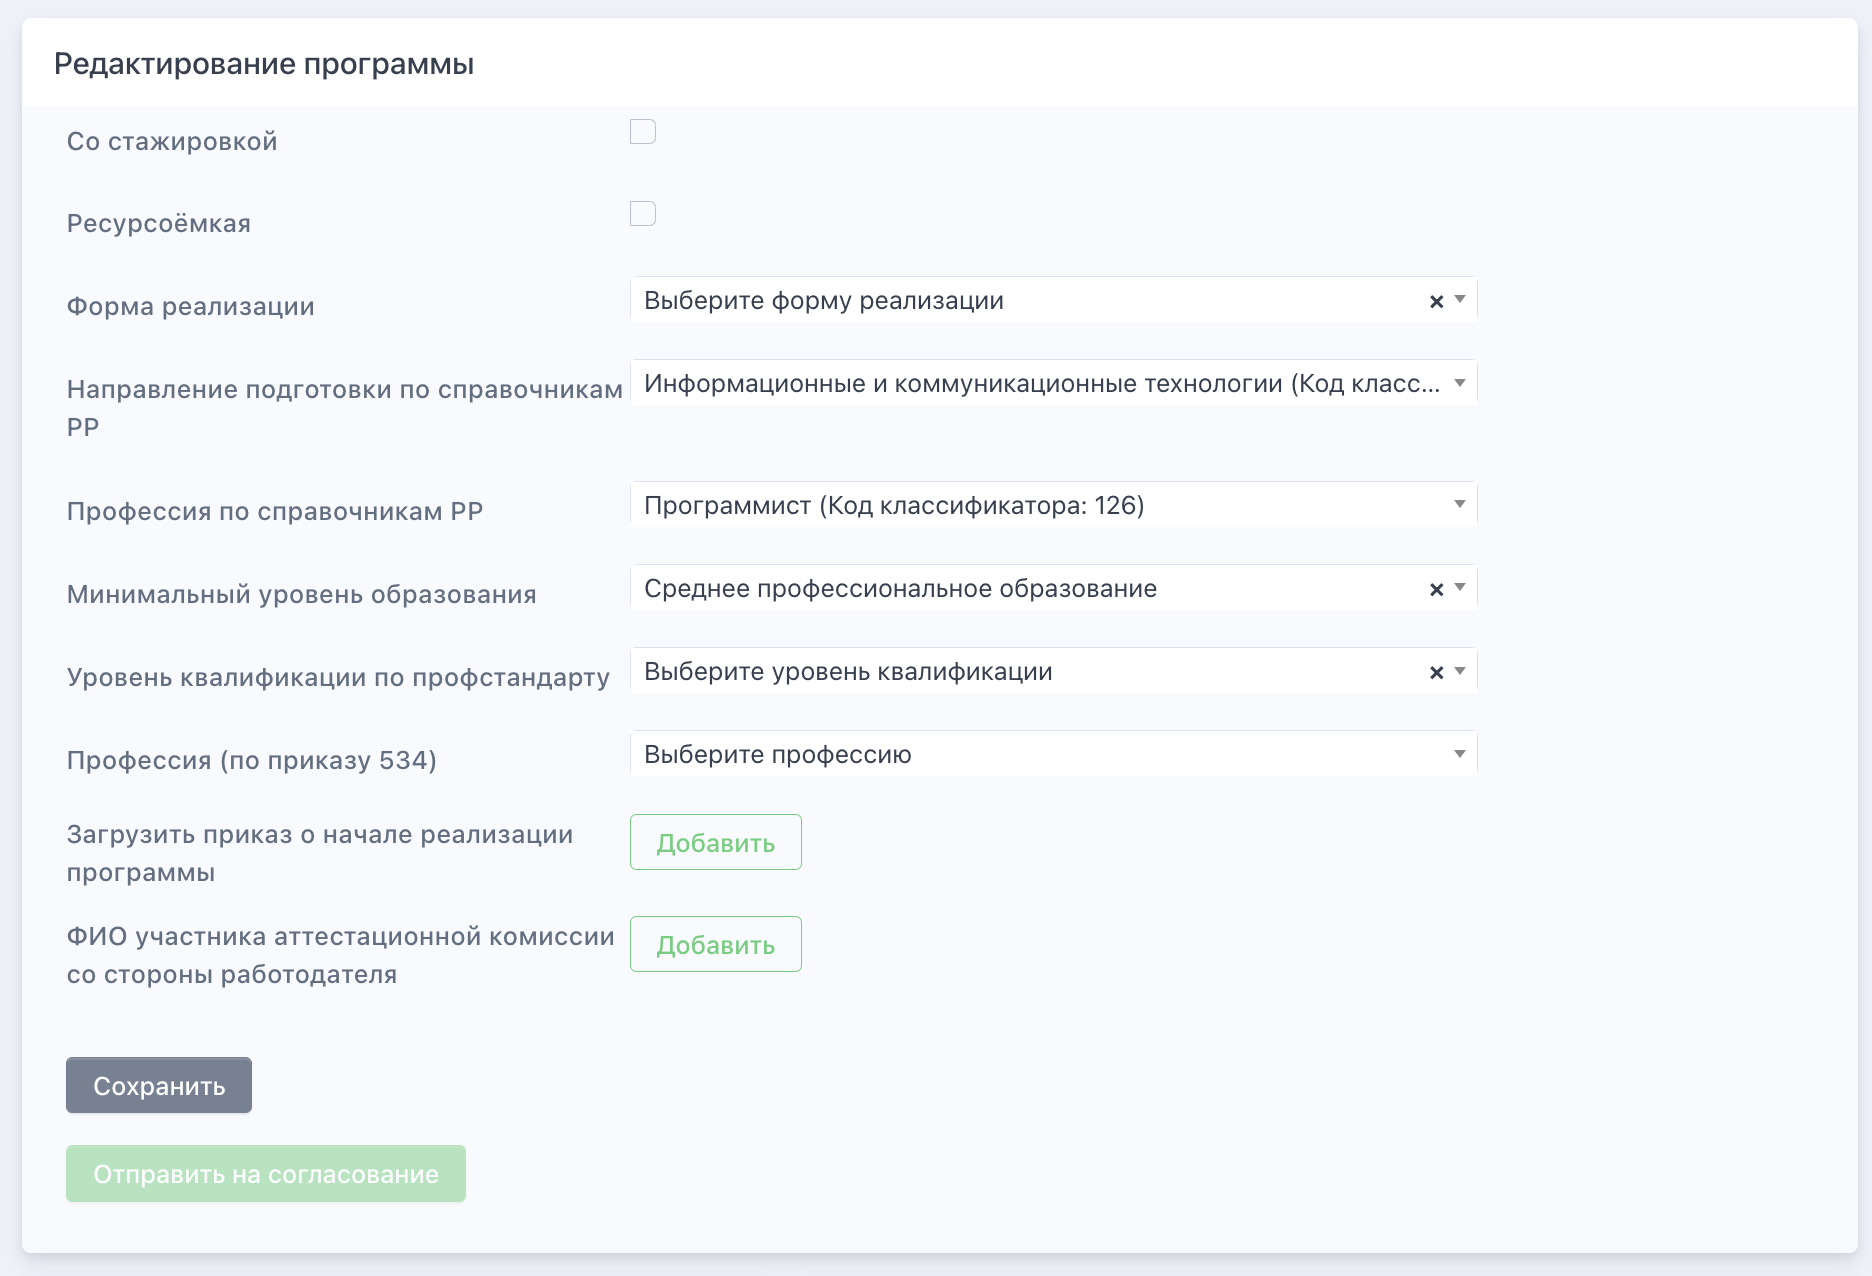 Редактирование программы
Со стажировкой
Ресурсоёмкая
Форма реализации
Выберите форму реализации
Направление подготовки по справочникам
РР
Информационные и коммуникационные технологии (Код класс...
Профессия по справочникам РР
Программист (Код классификатора: 126)
Минимальный уровень образования
Среднее профессиональное образование
Уровень квалификации по профстандарту
Выберите уровень квалификации
Профессия (по приказу 534)
Выберите профессию
Загрузить приказ о начале реализации
программы
Добавить
ФИО участника аттестационной комиссии
со стороны работодателя
Добавить
Сохранить
Отправить на согласование